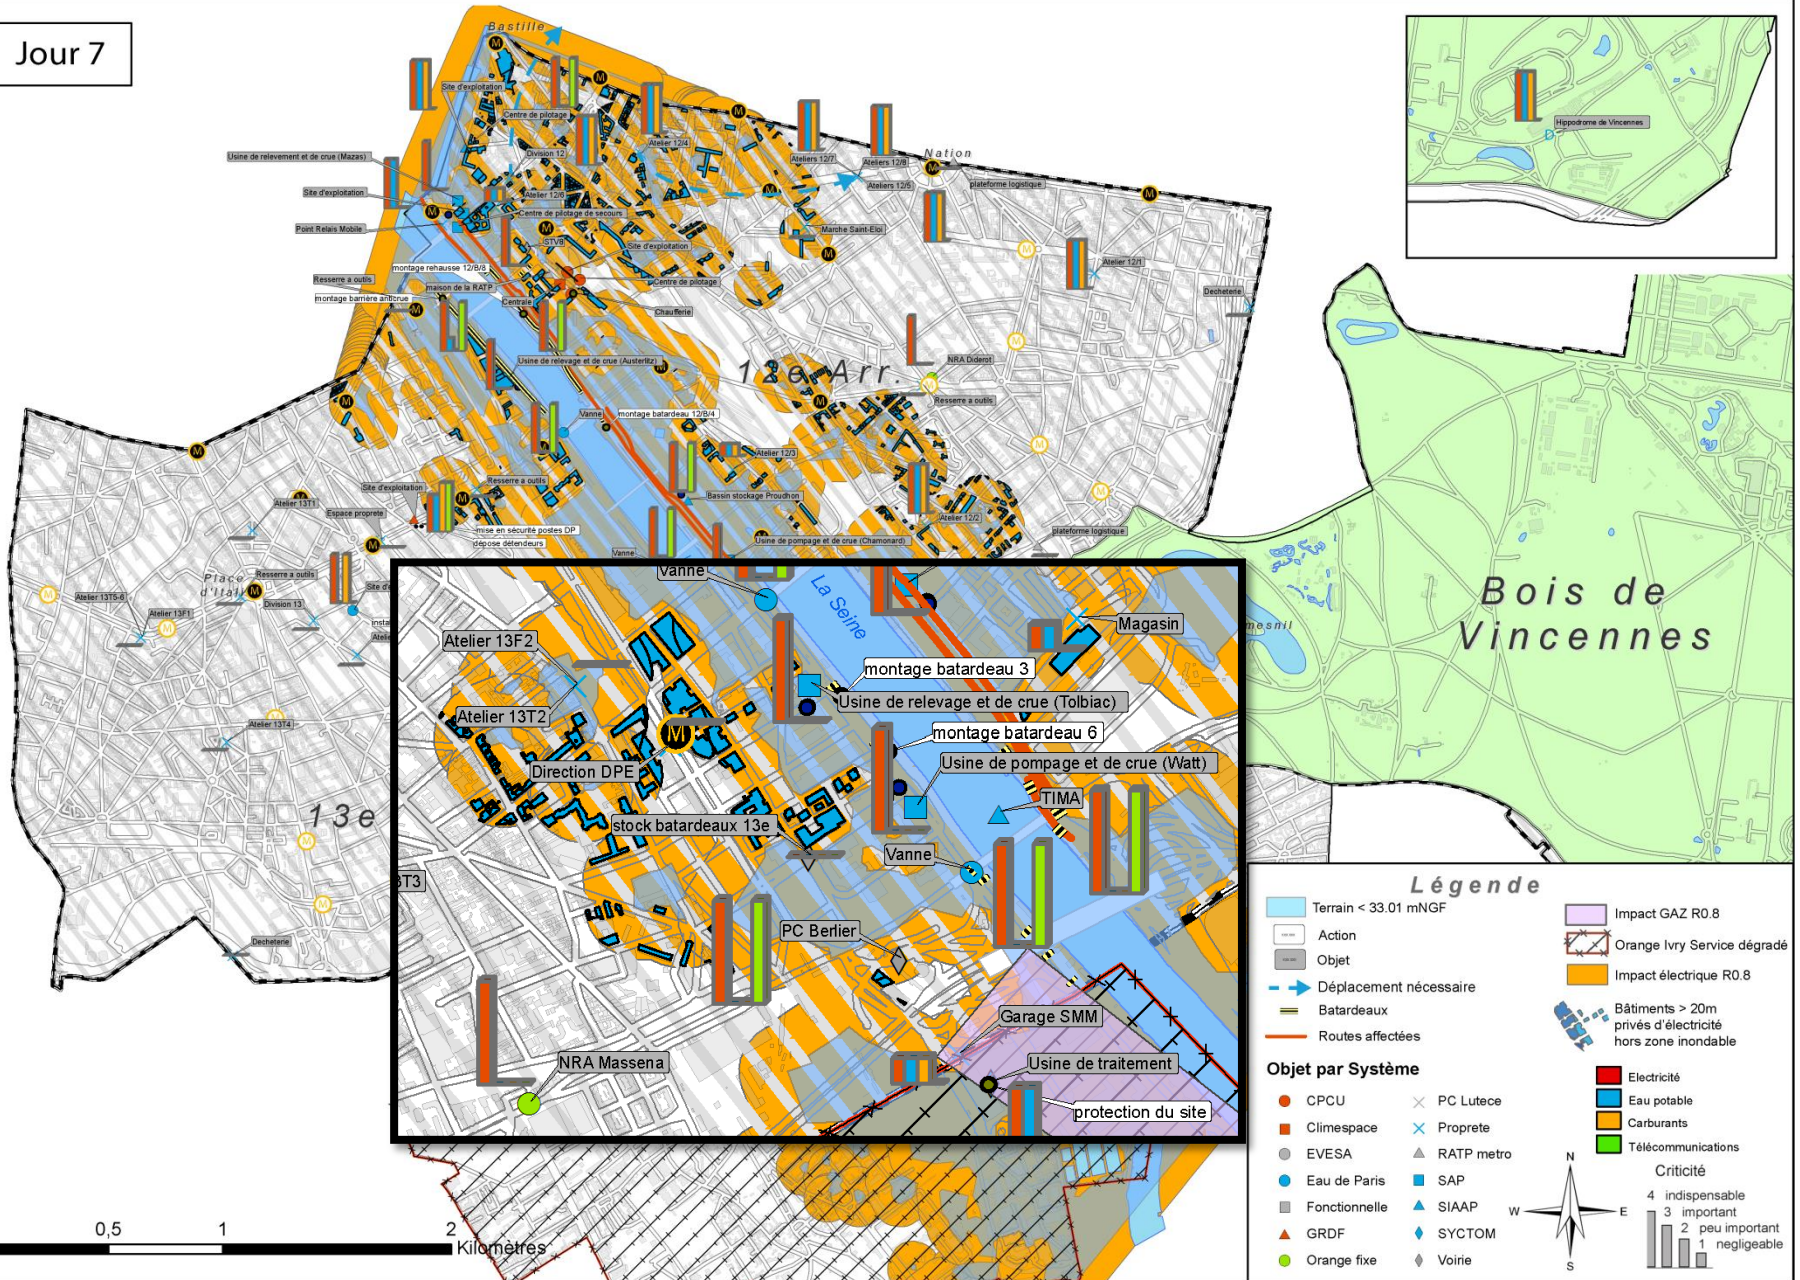 Jour 7
Bastille
Site d'exploitation
Centre de pilotage
Division 12
Atelier 12/4
Usine de relevement et de crue (Mazas)
Ateliers 12/7
Ateliers 12/8
Nation
Ateliers 12/5
plateforme logistique
Hippodrome de Vincennes
Site d'exploitation
Atelier 12/6
Centre de pilotage de secours
Point Relais Mobile
STV8
Site d'exploitation
Marche Saint-Eloi
montage rehausse 12/B/8
Centre de pilotage
Atelier 12/1
Resserre a outils
maison de la RATP
montage barrière anticrue
Centrale
Chaufferie
Decheterie
Usine de relevage et de crue (Austerlitz)
NRA Diderot
12e Arr.
Resserre a outils
Vanne
montage batardeau 12/B/4
Atelier 12/3
Site d'exploitation
Resserre a outils
Bassin stockage Proudhon
Atelier 13T1
Espace proprete
Atelier 12/2
mise en sécurité postes DP
dépose détendeurs
plateforme logistique
Usine de pompage et de crue (Chamonard)
Vanne
Place
d'Itali
Resserre a outils
Site d'e
Atelier 13T5-6
Atelier 13F1
Division 13
insta
Atelie
Bois de
Vincennes
mesnil
Atelier 13T4
13e
Decheterie
Vanne
La Seine
Magasin
Atelier 13F2
montage batardeau 3
Usine de relevage et de crue (Tolbiac)
Atelier 13T2
montage batardeau 6
Usine de pompage et de crue (Watt)
Direction DPE
TIMA
stock batardeaux 13e
Vanne
3T3
PC Berlier
Garage SMM
NRA Massena
Usine de traitement
protection du site
0,5
1
2
Kilomètres
Légende
Terrain < 33.01 mNGF
Action
Objet
Déplacement nécessaire
Batardeaux
Routes affectées
Impact GAZ R0.8
Orange Ivry Service dégradé
Impact électrique R0.8
Bâtiments > 20m
privés d'électricité
hors zone inondable
Objet par Système
CPCU
Climespace
EVESA
Eau de Paris
Fonctionnelle
GRDF
Orange fixe
PC Lutece
Proprete
RATP metro
SAP
SIAAP
SYCTOM
Voirie
Electricité
Eau potable
Carburants
Télécommunications
Criticité
4 indispensable
3 important
2 peu important
1 negligeable
N
W
E
S